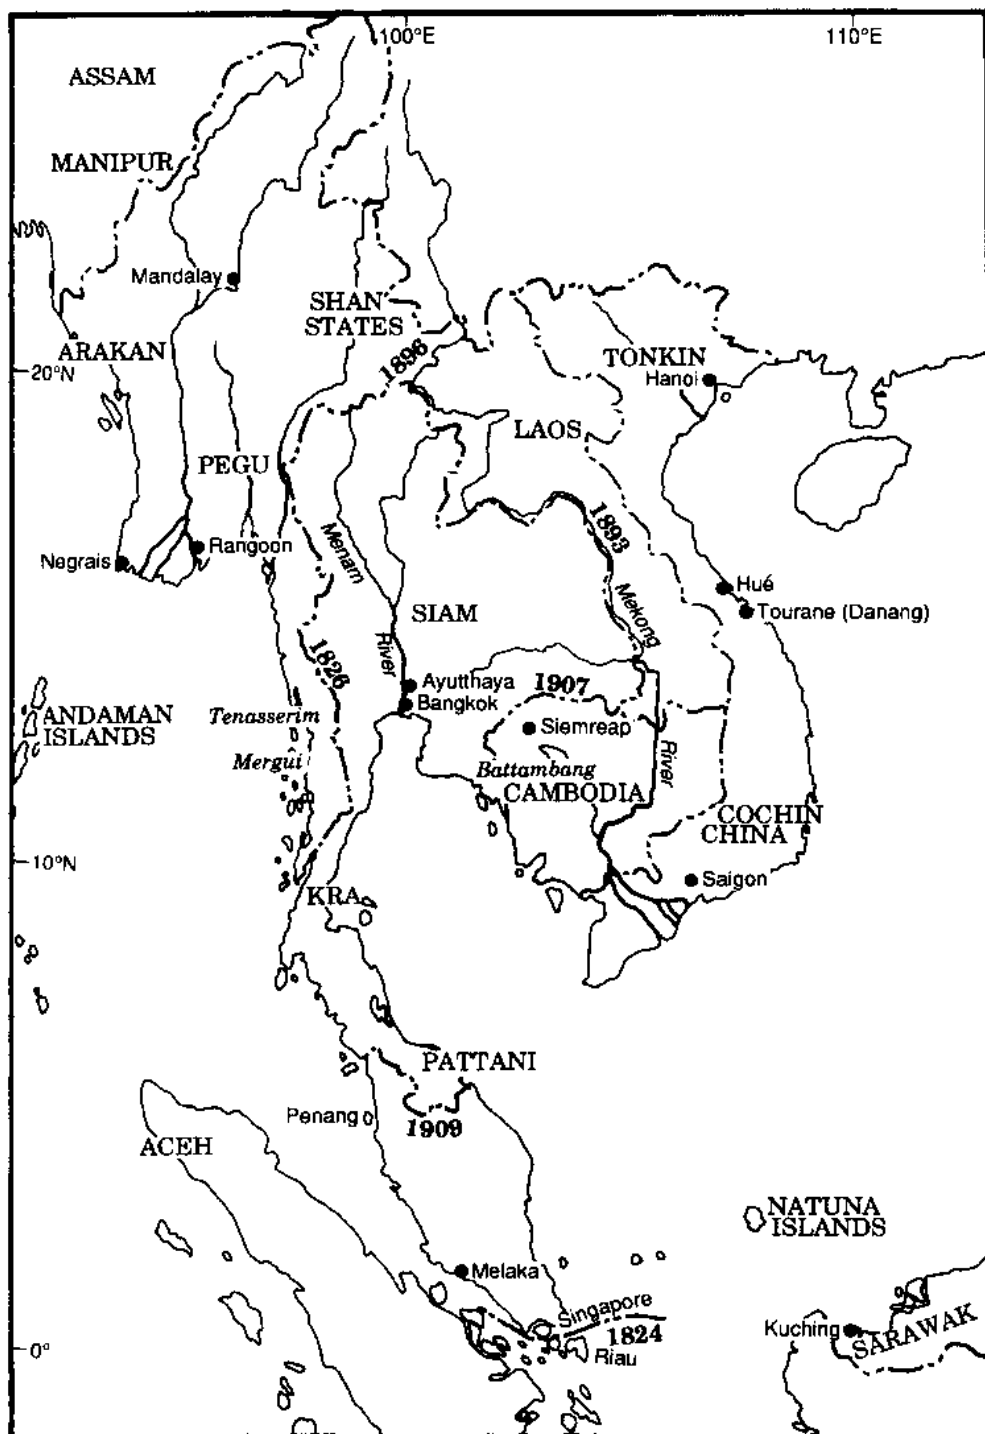 100°E
110°E
ASSAM
MANIPUR
Mandalay
SHAN
STATES
ARAKAN
1896
TONKIN
20°N
Hanoi
LAOS
PEGU
1893
Menam
Negrais
Rangoon
Hué
Mekong
Tourane (Danang)
SIAM
River
1826
Ayutthaya
1907
Bangkok
ANDAMAN
ISLANDS
Tenasserim
Siemreap
River
Mergui
Battambang
CAMBODIA
COCHIN
CHINA
10°N
Saigon
KRA
PATTANI
Penang
1909
ACEH
NATUNA
ISLANDS
Melaka
Singapore
1824
Kuching
SARAWAK
0°
Riau